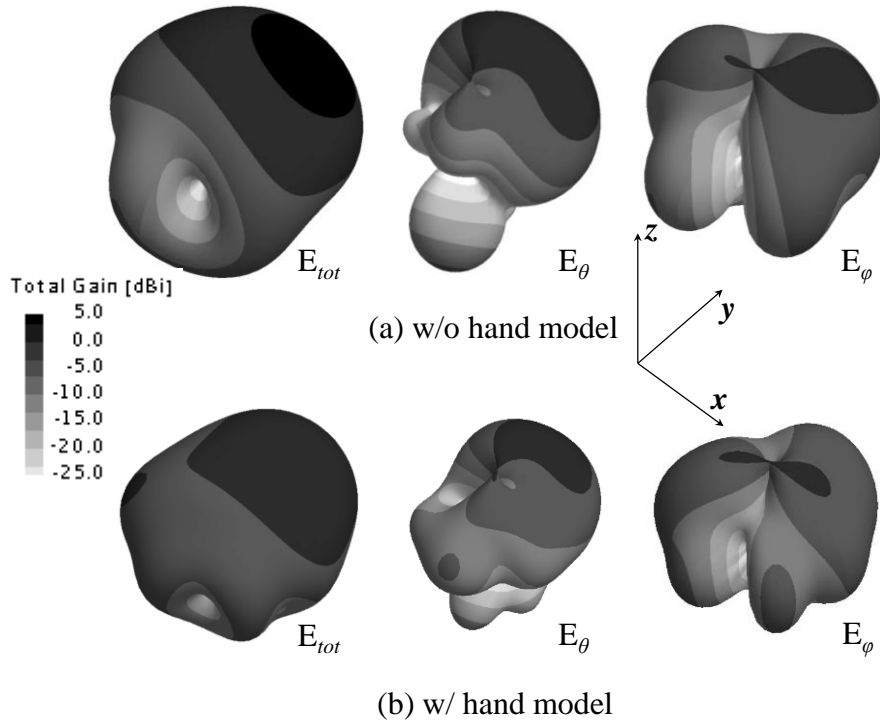 E_tot
E_θ
E_φ
Total Gain [dBi]
5.0
0.0
-5.0
-10.0
-15.0
-20.0
-25.0
z
y
x
(a) w/o hand model
E_tot
E_θ
E_φ
(b) w/ hand model